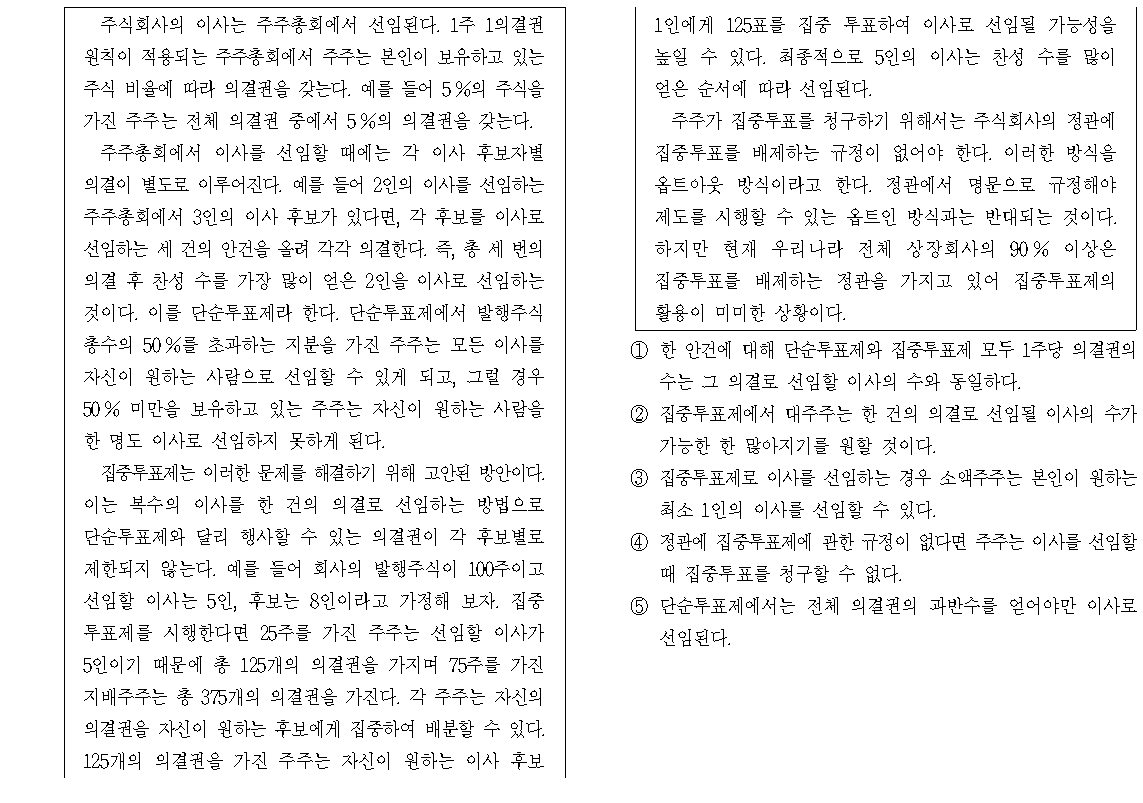 주식회사의 이사는 주주총회에서 선임된다. 1주 1의결권
원칙이 적용되는 주주총회에서 주주는 본인이 보유하고 있는
주식 비율에 따라 의결권을 갖는다. 예를 들어 5%의 주식을
가진 주주는 전체 의결권 중에서 5%의 의결권을 갖는다.
주주총회에서 이사를 선임할 때에는 각 이사 후보자별
의결이 별도로 이루어진다. 예를 들어 2인의 이사를 선임하는
주주총회에서 3인의 이사 후보가 있다면, 각 후보를 이사로
선임하는 세 건의 안건을 올려 각각 의결한다. 즉, 총 세 번의
의결 후 찬성 수를 가장 많이 얻은 2인을 이사로 선임하는
것이다. 이를 단순투표제라 한다. 단순투표제에서 발행주식
총수의 50%를 초과하는 지분을 가진 주주는 모든 이사를
자신이 원하는 사람으로 선임할 수 있게 되고, 그럴 경우
50% 미만을 보유하고 있는 주주는 자신이 원하는 사람을
한 명도 이사로 선임하지 못하게 된다.
집중투표제는 이러한 문제를 해결하기 위해 고안된 방안이다.
이는 복수의 이사를 한 건의 의결로 선임하는 방법으로
단순투표제와 달리 행사할 수 있는 의결권이 각 후보별로
제한되지 않는다. 예를 들어 회사의 발행주식이 100주이고
선임할 이사는 5인, 후보는 8인이라고 가정해 보자. 집중
투표제를 시행한다면 25주를 가진 주주는 선임할 이사가
5인이기 때문에 총 125개의 의결권을 가지며 75주를 가진
지배주주는 총 375개의 의결권을 가진다. 각 주주는 자신의
의결권을 자신이 원하는 후보에게 집중하여 배분할 수 있다.
125개의 의결권을 가진 주주는 자신이 원하는 이사 후보
1인에게 125표를 집중 투표하여 이사로 선임될 가능성을
높일 수 있다. 최종적으로 5인의 이사는 찬성 수를 많이
얻은 순서에 따라 선임된다.
주주가 집중투표를 청구하기 위해서는 주식회사의 정관에
집중투표를 배제하는 규정이 없어야 한다. 이러한 방식을
옵트아웃 방식이라고 한다. 정관에서 명문으로 규정해야
제도를 시행할 수 있는 옵트인 방식과는 반대되는 것이다.
하지만 현재 우리나라 전체 상장회사의 90% 이상은
집중투표를 배제하는 정관을 가지고 있어 집중투표제의
활용이 미미한 상황이다.
① 한 안건에 대해 단순투표제와 집중투표제 모두 1주당 의결권의
수는 그 의결로 선임할 이사의 수와 동일하다.
② 집중투표제에서 대주주는 한 건의 의결로 선임될 이사의 수가
가능한 한 많아지기를 원할 것이다.
③ 집중투표제로 이사를 선임하는 경우 소액주주는 본인이 원하는
최소 1인의 이사를 선임할 수 있다.
④ 정관에 집중투표제에 관한 규정이 없다면 주주는 이사를 선임할
때 집중투표를 청구할 수 없다.
⑤ 단순투표제에서는 전체 의결권의 과반수를 얻어야만 이사로
선임된다.